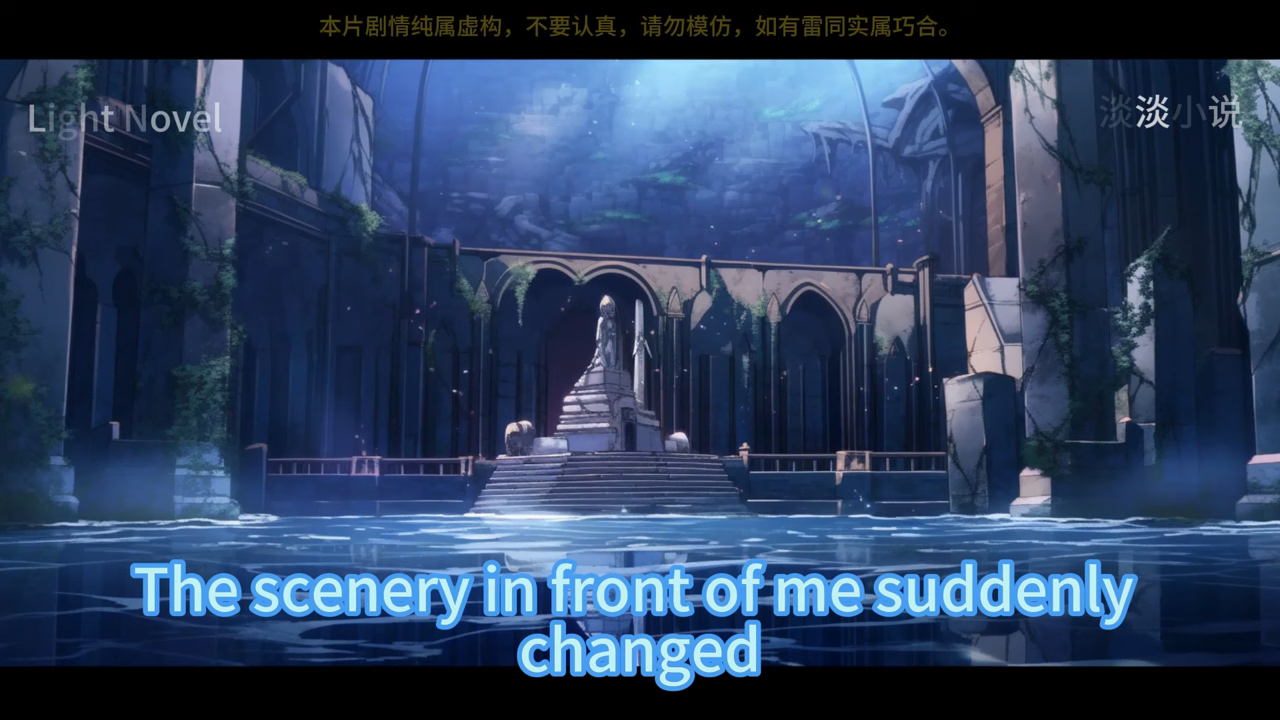 本片剧情纯属虚构，不要认真，请勿模仿，如有雷同实属巧合。
Light Novel
淡淡小说
The scenery in front of me suddenly
changed